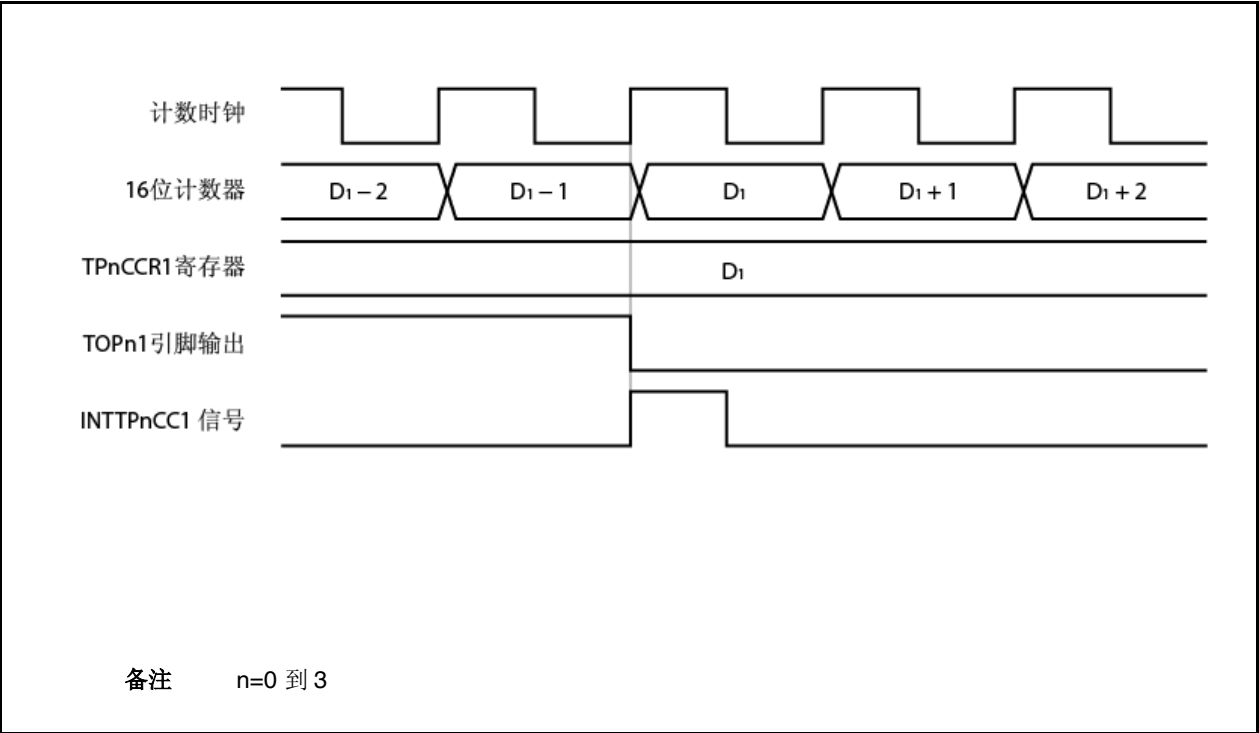 计数时钟
16位计数器 D1 – 2 D1 – 1 D1 D1 + 1 D1 + 2
TPnCCR1寄存器 D1
TOPn1引脚输出
INTTPnCC1 信号
备注 n=0 到 3